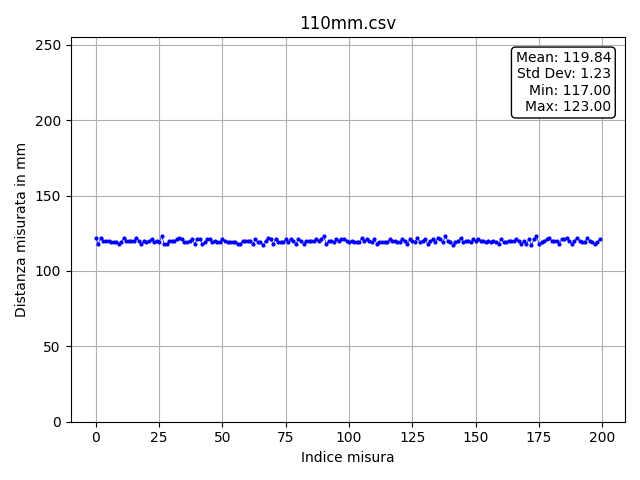 110mm.csv
Mean: 119.84
Std Dev: 1.23
Min: 117.00
Max: 123.00
250
200
150
100
50
0
Distanza misurata in mm
0 25 50 75 100 125 150 175 200
Indice misura